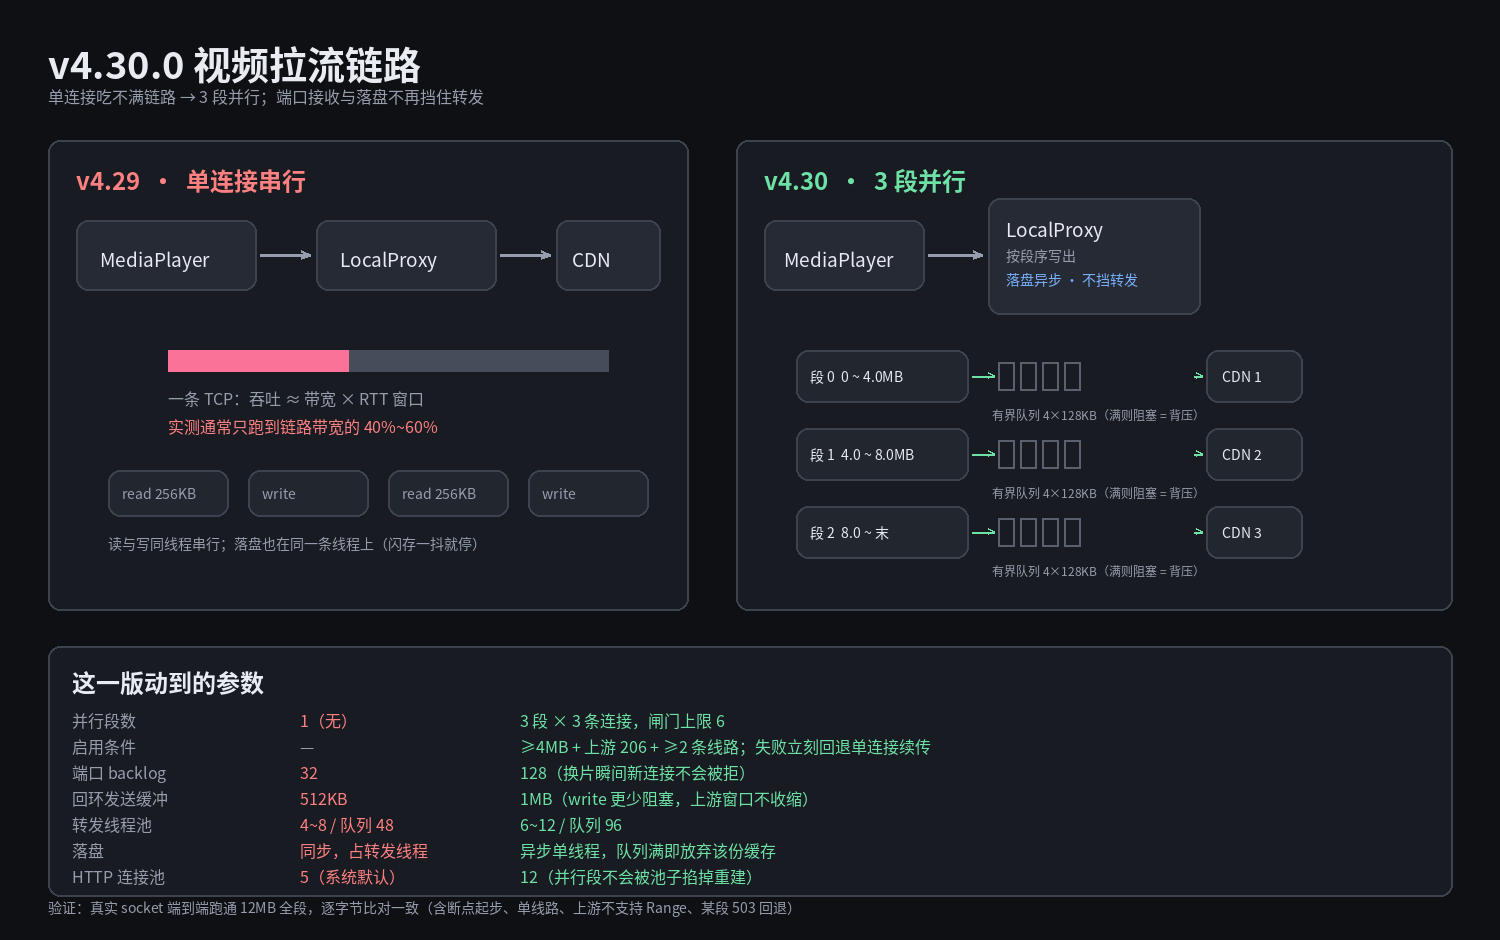 v4.30.0 视频拉流链路
单连接吃不满链路 → 3 段并行；端口接收与落盘不再挡住转发
v4.29 · 单连接串行
MediaPlayer
LocalProxy
CDN
一条 TCP：吞吐 ≈ 带宽 × RTT 窗口
实测通常只跑到链路带宽的 40%~60%
read 256KB
write
read 256KB
write
读与写同线程串行；落盘也在同一条线程上（闪存一抖就停）
v4.30 · 3 段并行
MediaPlayer
LocalProxy
按段序写出
落盘异步 · 不挡转发
段 0 0 ~ 4.0MB
CDN 1
有界队列 4×128KB（满则阻塞 = 背压）
段 1 4.0 ~ 8.0MB
CDN 2
有界队列 4×128KB（满则阻塞 = 背压）
段 2 8.0 ~ 末
CDN 3
有界队列 4×128KB（满则阻塞 = 背压）
这一版动到的参数
并行段数 1（无） 3 段 × 3 条连接，闸门上限 6
启用条件 — ≥4MB + 上游 206 + ≥2 条线路；失败立刻回退单连接续传
端口 backlog 32 128（换片瞬间新连接不会被拒）
回环发送缓冲 512KB 1MB（write 更少阻塞，上游窗口不收缩）
转发线程池 4~8 / 队列 48 6~12 / 队列 96
落盘 同步，占转发线程 异步单线程，队列满即放弃该份缓存
HTTP 连接池 5（系统默认） 12（并行段不会被池子掐掉重建）
验证：真实 socket 端到端跑通 12MB 全段，逐字节比对一致（含断点起步、单线路、上游不支持 Range、某段 503 回退）